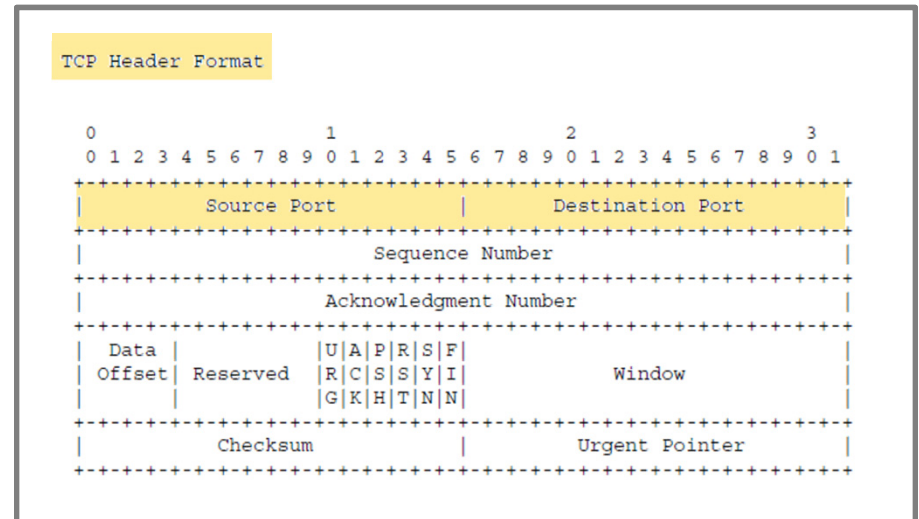 TCP Header Format
0                   1                   2                   3
0 1 2 3 4 5 6 7 8 9 0 1 2 3 4 5 6 7 8 9 0 1 2 3 4 5 6 7 8 9 0 1
+-+-+-+-+-+-+-+-+-+-+-+-+-+-+-+-+-+-+-+-+-+-+-+-+-+-+-+-+-+-+-+-+
|          Source Port          |       Destination Port        |
+-+-+-+-+-+-+-+-+-+-+-+-+-+-+-+-+-+-+-+-+-+-+-+-+-+-+-+-+-+-+-+-+
|                        Sequence Number                        |
+-+-+-+-+-+-+-+-+-+-+-+-+-+-+-+-+-+-+-+-+-+-+-+-+-+-+-+-+-+-+-+-+
|                    Acknowledgment Number                      |
+-+-+-+-+-+-+-+-+-+-+-+-+-+-+-+-+-+-+-+-+-+-+-+-+-+-+-+-+-+-+-+-+
|  Data |           |U|A|P|R|S|F|                               |
| Offset| Reserved  |R|C|S|S|Y|I|            Window             |
|       |           |G|K|H|T|N|N|                               |
+-+-+-+-+-+-+-+-+-+-+-+-+-+-+-+-+-+-+-+-+-+-+-+-+-+-+-+-+-+-+-+-+
|           Checksum            |         Urgent Pointer        |
+-+-+-+-+-+-+-+-+-+-+-+-+-+-+-+-+-+-+-+-+-+-+-+-+-+-+-+-+-+-+-+-+